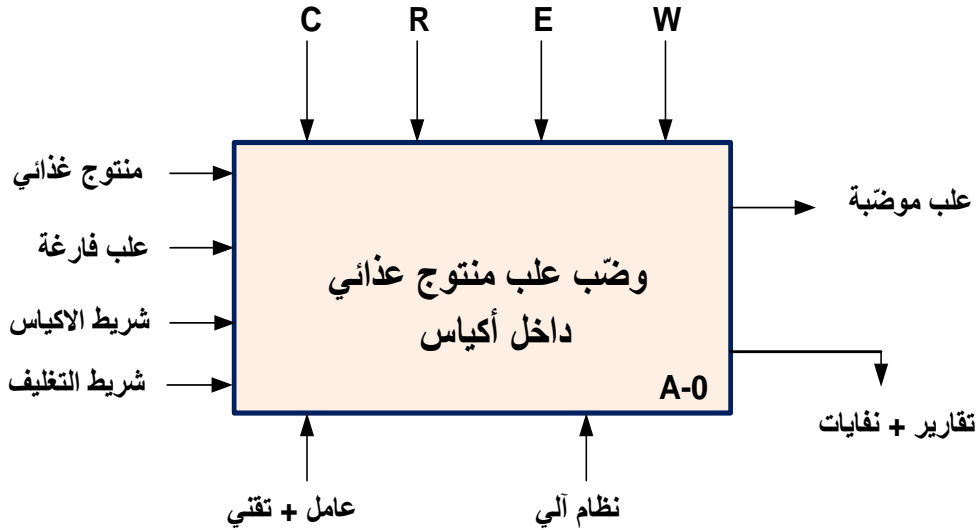 C
R
E
W
منتوج غذائي
علب فارغة
شريط الاكياس
شريط التغليف
وضّب علب منتوج عذائي
داخل أكياس
A-0
علب موضّبة
تقارير + نفايات
عامل + تقني
نظام آلي